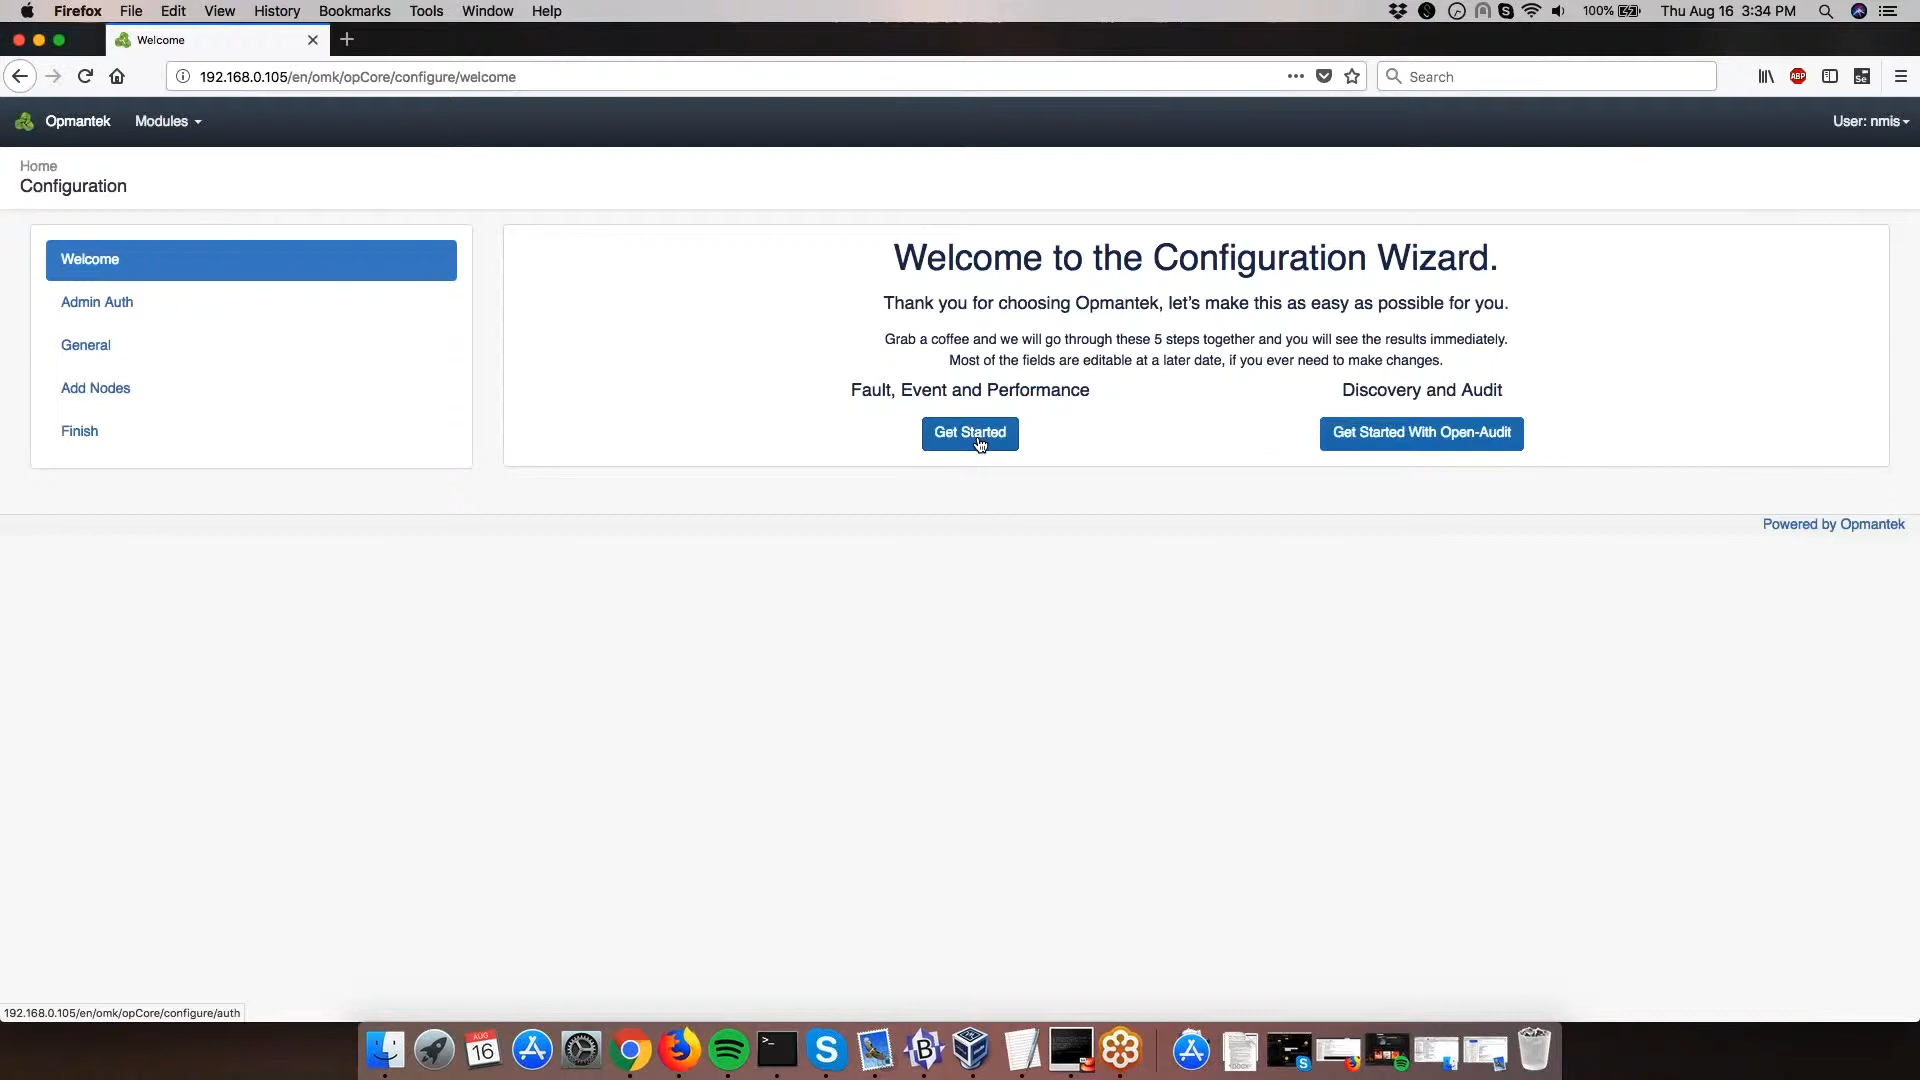 Firefox File Edit View History Bookmarks Tools Window Help 100% Thu Aug 16 3:34 PM
Welcome
192.168.0.105/en/omk/opCore/configure/welcome Search ABP Se
Opmantek Modules User: nmis
Home
Configuration
Welcome
Admin Auth
General
Add Nodes
Finish
Welcome to the Configuration Wizard.
Thank you for choosing Opmantek, let's make this as easy as possible for you.
Grab a coffee and we will go through these 5 steps together and you will see the results immediately.
Most of the fields are editable at a later date, if you ever need to make changes.
Fault, Event and Performance
Get Started
Discovery and Audit
Get Started With Open-Audit
Powered by Opmantek
192.168.0.105/en/omk/opCore/configure/auth
AUG
16